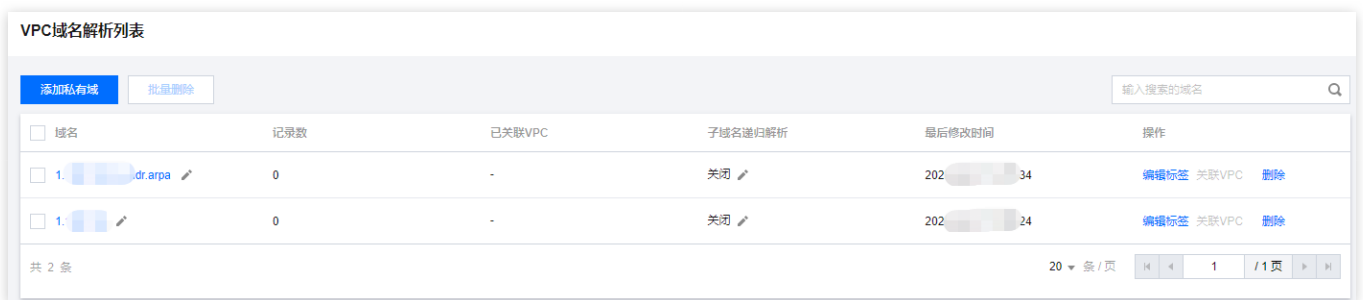 VPC域名解析列表
添加私有域 批量删除 输入搜索的域名
域名 记录数 已关联VPC 子域名递归解析 最后修改时间 操作
1. dr.arpa 0 - 关闭 202 34 编辑标签 关联VPC 删除
1. 0 - 关闭 202 24 编辑标签 关联VPC 删除
共 2 条 20 条/页 1 /1页